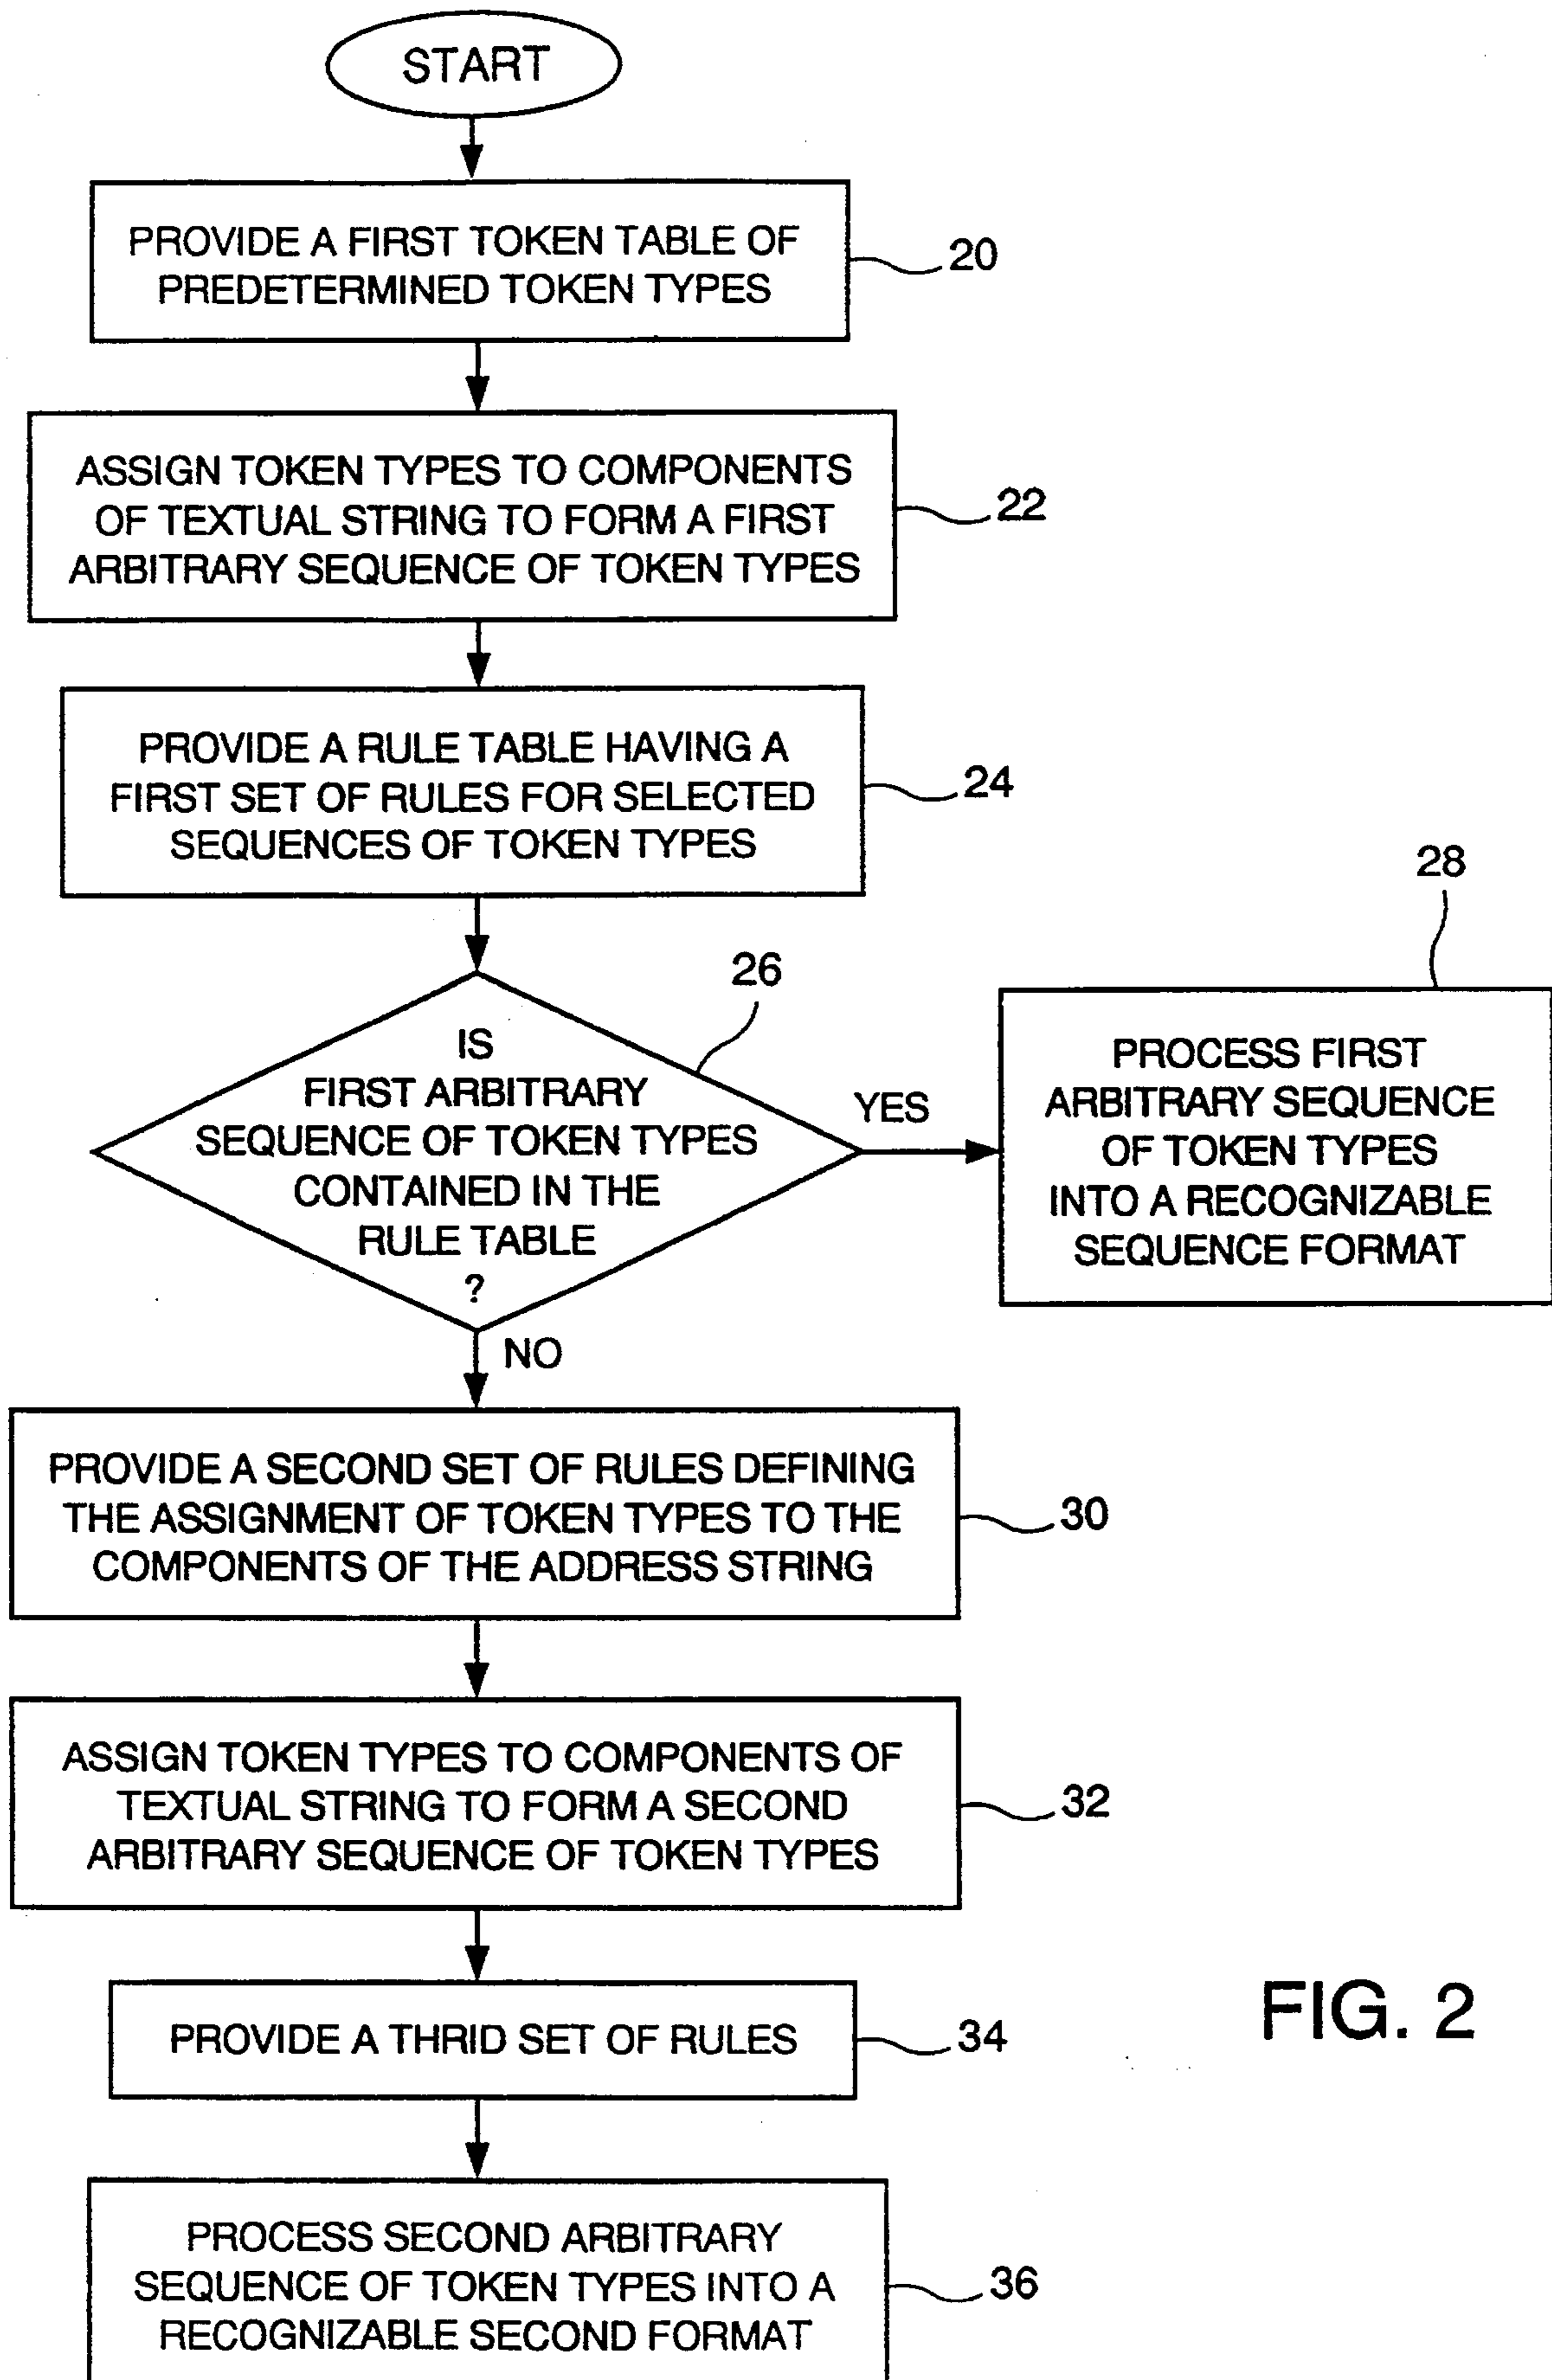 START
PROVIDE A FIRST TOKEN TABLE OF
PREDETERMINED TOKEN TYPES
20
ASSIGN TOKEN TYPES TO COMPONENTS
OF TEXTUAL STRING TO FORM A FIRST
ARBITRARY SEQUENCE OF TOKEN TYPES
22
PROVIDE A RULE TABLE HAVING A
FIRST SET OF RULES FOR SELECTED
SEQUENCES OF TOKEN TYPES
24
IS
FIRST ARBITRARY
SEQUENCE OF TOKEN TYPES
CONTAINED IN THE
RULE TABLE
?
26
YES
28
PROCESS FIRST
ARBITRARY SEQUENCE
OF TOKEN TYPES
INTO A RECOGNIZABLE
SEQUENCE FORMAT
NO
PROVIDE A SECOND SET OF RULES DEFINING
THE ASSIGNMENT OF TOKEN TYPES TO THE
COMPONENTS OF THE ADDRESS STRING
30
ASSIGN TOKEN TYPES TO COMPONENTS OF
TEXTUAL STRING TO FORM A SECOND
ARBITRARY SEQUENCE OF TOKEN TYPES
32
PROVIDE A THRID SET OF RULES
34
PROCESS SECOND ARBITRARY
SEQUENCE OF TOKEN TYPES INTO A
RECOGNIZABLE SECOND FORMAT
36
FIG. 2